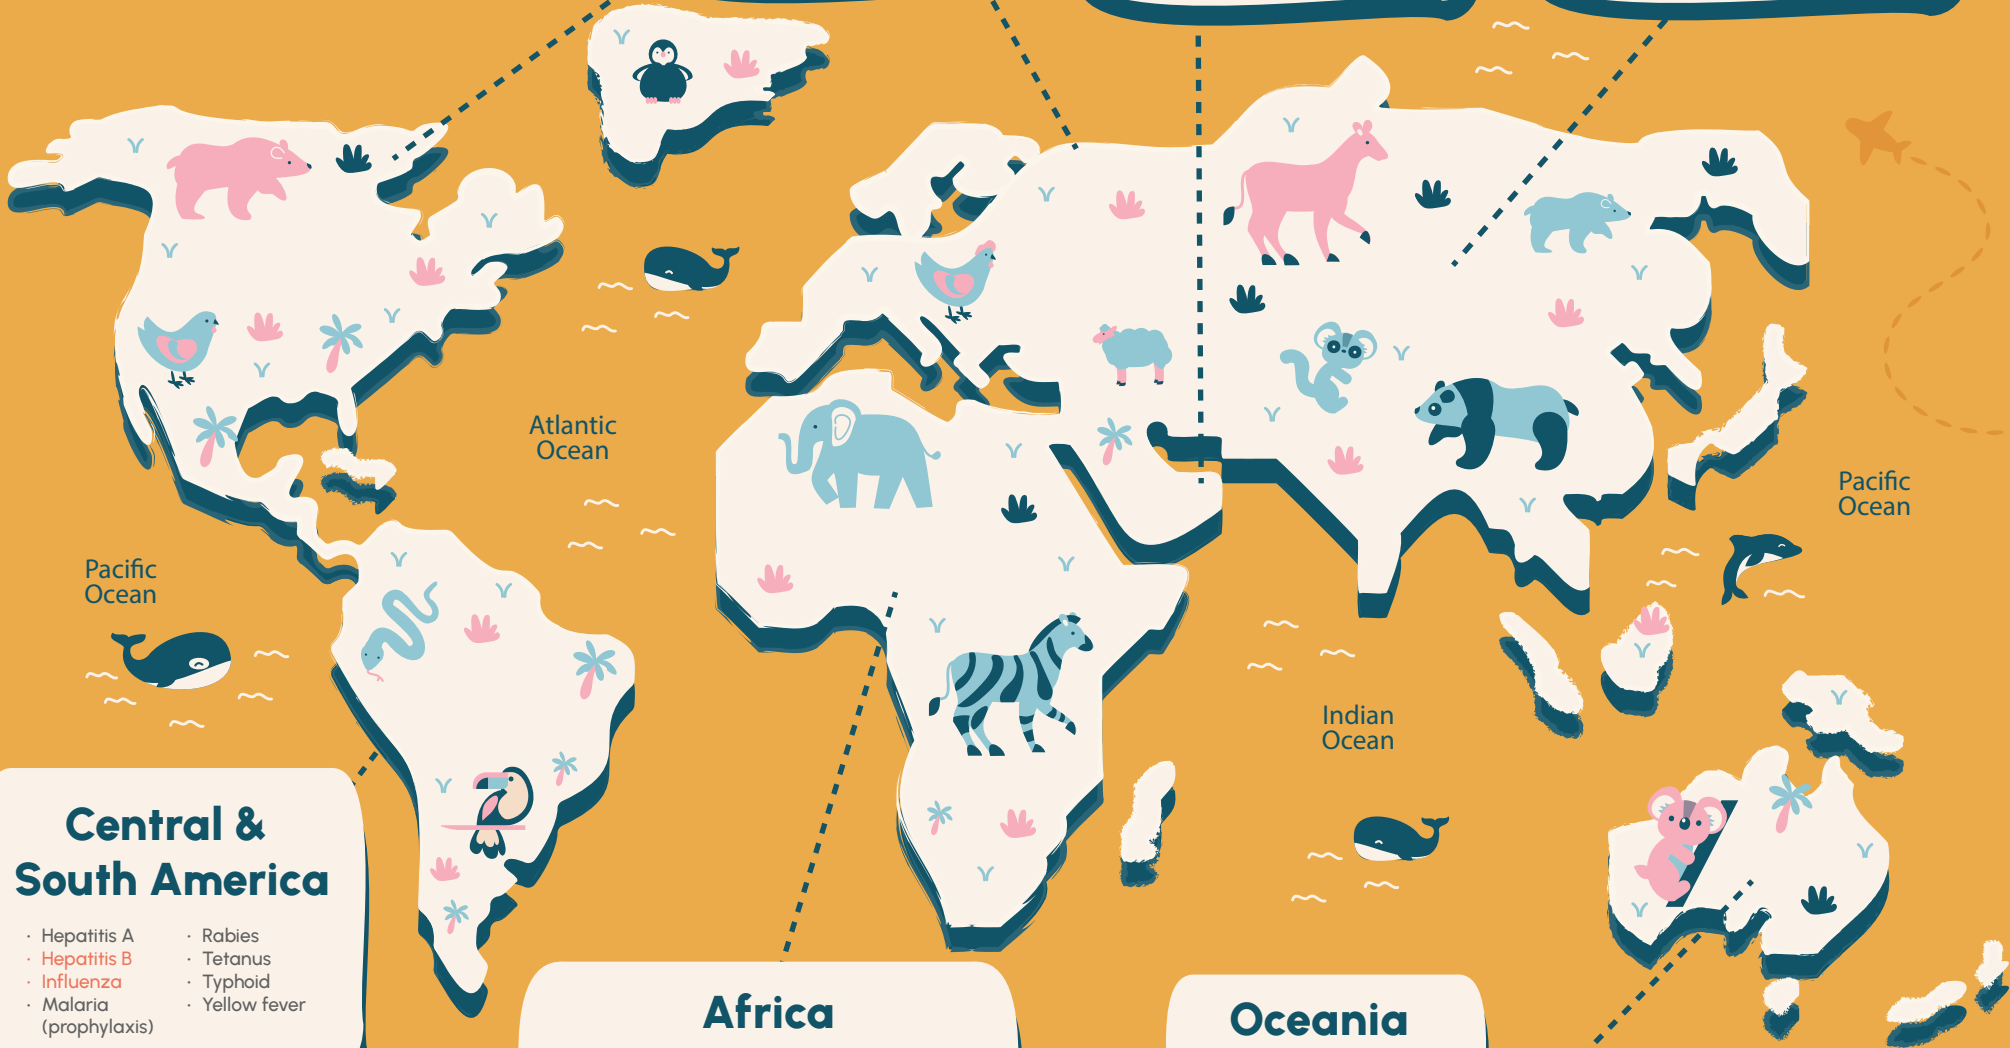 Atlantic
Ocean
Pacific
Ocean
Pacific
Ocean
Indian
Ocean
Central &
South America
· Hepatitis A
· Hepatitis B
· Influenza
· Malaria
(prophylaxis)
· Rabies
· Tetanus
· Typhoid
· Yellow fever
Africa
Oceania